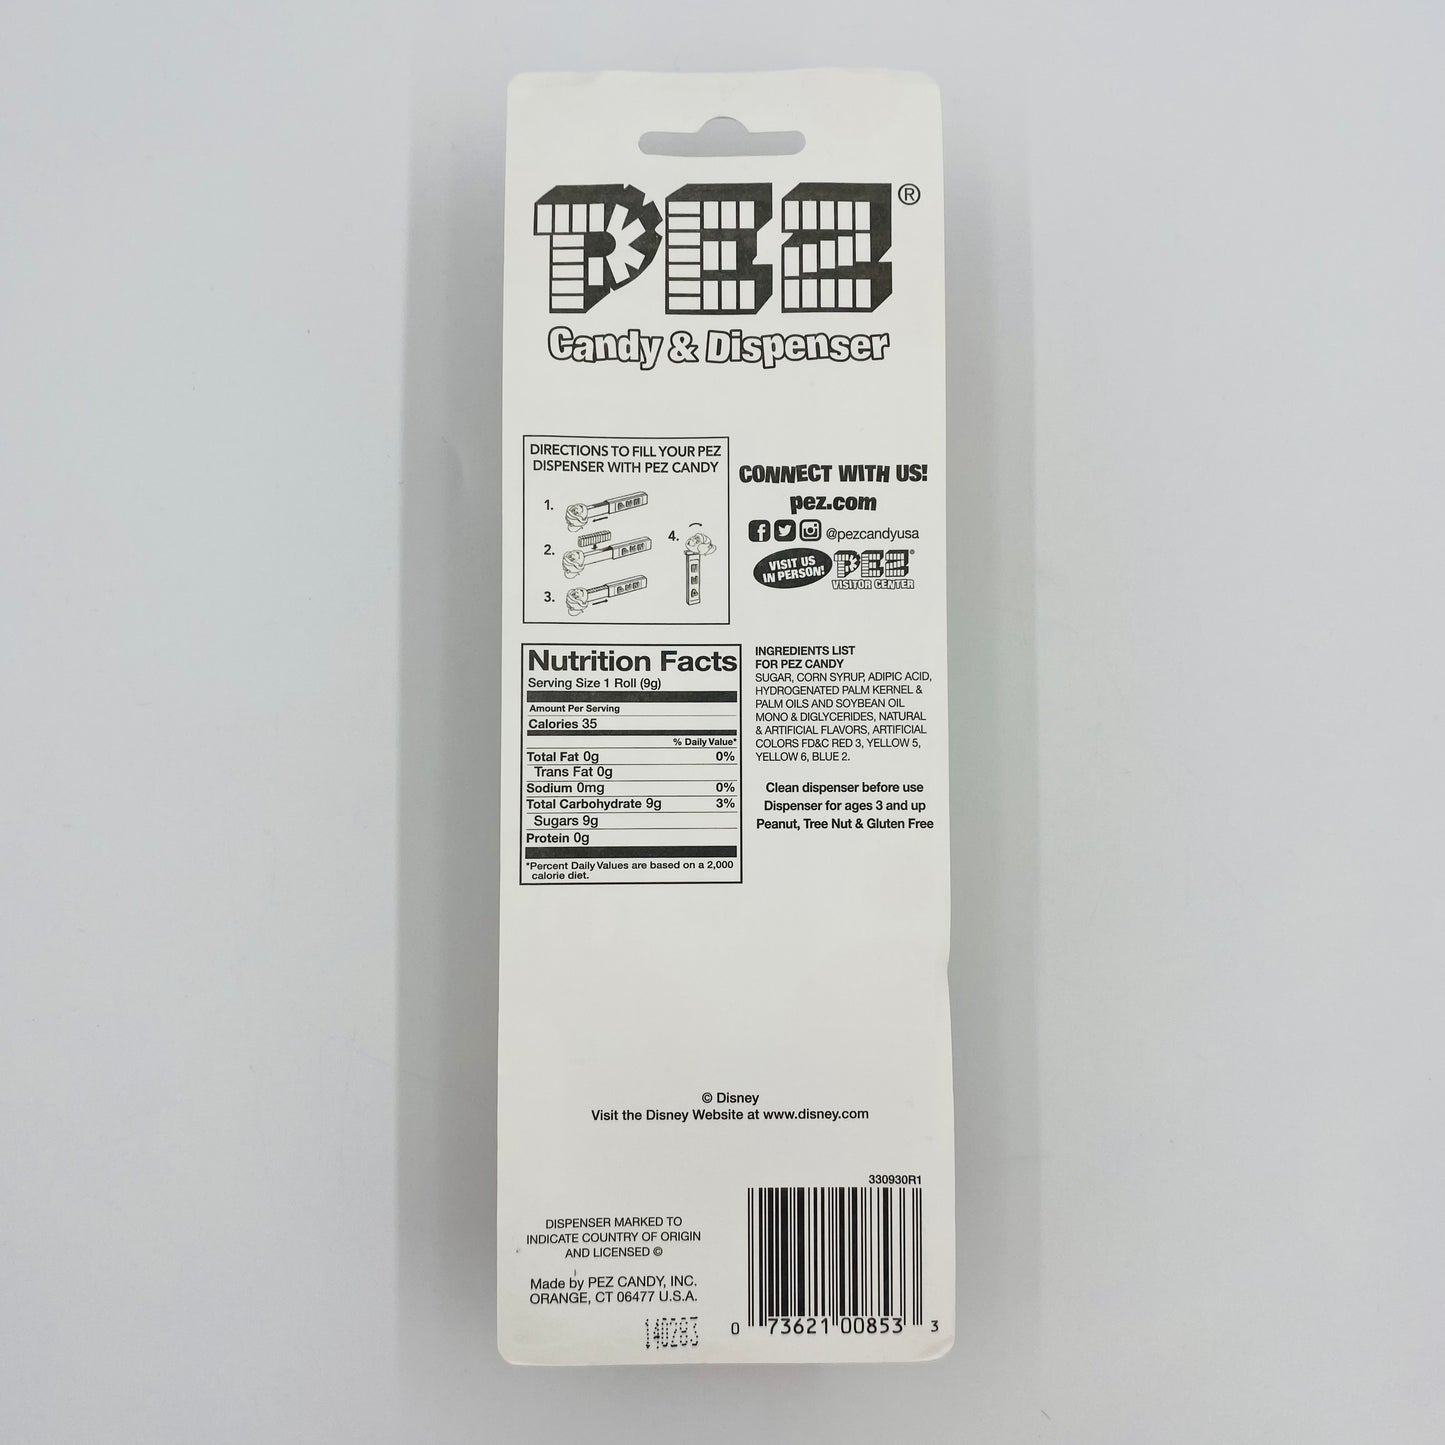 PEZ®
Candy & Dispenser
DIRECTIONS TO FILL YOUR PEZ
DISPENSER WITH PEZ CANDY
1.
2.
3.
4.
CONNECT WITH US!
pez.com
@pezcandyusa
VISIT US
IN PERSON!
PEZ®
VISITOR CENTER
Nutrition Facts
Serving Size 1 Roll (9g)
Amount Per Serving
Calories 35
% Daily Value*
Total Fat 0g 0%
Trans Fat 0g
Sodium 0mg 0%
Total Carbohydrate 9g 3%
Sugars 9g
Protein 0g
*Percent Daily Values are based on a 2,000
calorie diet.
INGREDIENTS LIST
FOR PEZ CANDY
SUGAR, CORN SYRUP, ADIPIC ACID,
HYDROGENATED PALM KERNEL &
PALM OILS AND SOYBEAN OIL
MONO & DIGLYCERIDES, NATURAL
& ARTIFICIAL FLAVORS, ARTIFICIAL
COLORS FD&C RED 3, YELLOW 5,
YELLOW 6, BLUE 2.
Clean dispenser before use
Dispenser for ages 3 and up
Peanut, Tree Nut & Gluten Free
© Disney
Visit the Disney Website at www.disney.com
DISPENSER MARKED TO
INDICATE COUNTRY OF ORIGIN
AND LICENSED ©
Made by PEZ CANDY, INC.
ORANGE, CT 06477 U.S.A.
140283
330930R1
0 73621 00853 3